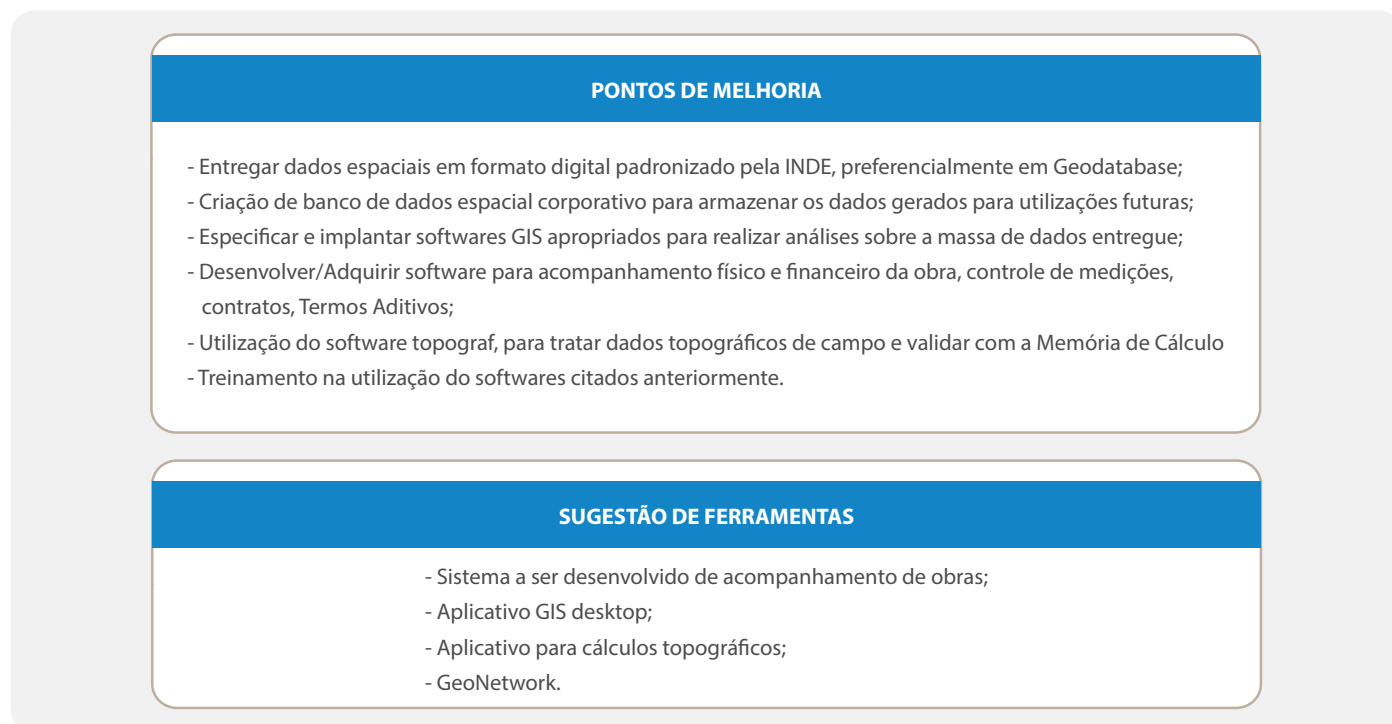 PONTOS DE MELHORIA
- Entregar dados espaciais em formato digital padronizado pela INDE, preferencialmente em Geodatabase;
- Criação de banco de dados espacial corporativo para armazenar os dados gerados para utilizações futuras;
- Especificar e implantar softwares GIS apropriados para realizar análises sobre a massa de dados entregue;
- Desenvolver/Adquirir software para acompanhamento físico e financeiro da obra, controle de medições,
contratos, Termos Aditivos;
- Utilização do software topograf, para tratar dados topográficos de campo e validar com a Memória de Cálculo
- Treinamento na utilização do softwares citados anteriormente.
SUGESTÃO DE FERRAMENTAS
- Sistema a ser desenvolvido de acompanhamento de obras;
- Aplicativo GIS desktop;
- Aplicativo para cálculos topográficos;
- GeoNetwork.